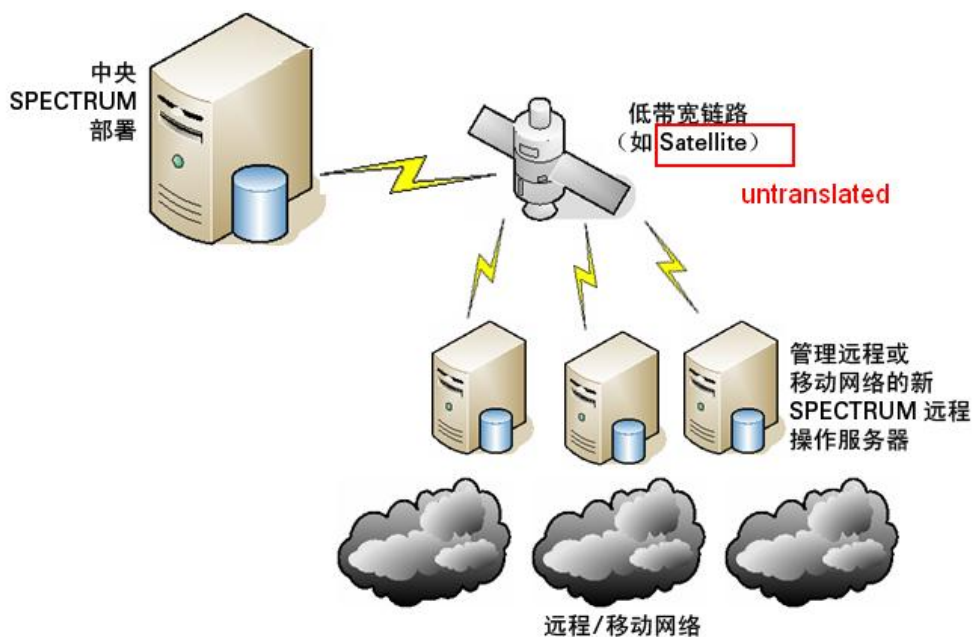 中央
SPECTRUM
部署
低带宽链路
（如 Satellite）
untranslated
管理远程或
移动网络的新
SPECTRUM 远程
操作服务器
远程/移动网络